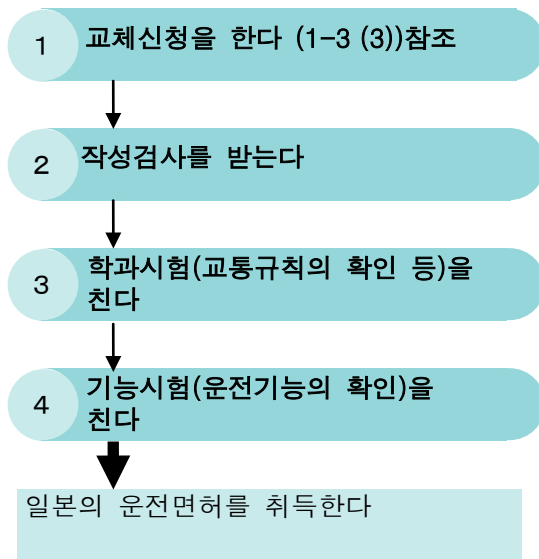 1
교체신청을 한다 (1-3 (3))참조
2
작성검사를 받는다
3
학과시험(교통규칙의 확인 등)을
친다
4
기능시험(운전기능의 확인)을
친다
일본의 운전면허를 취득한다